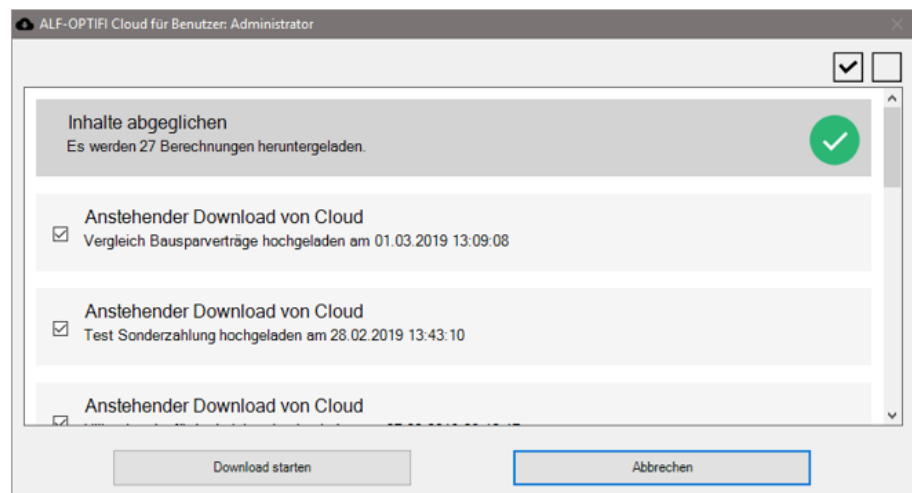 ALF-OPTIFI Cloud für Benutzer: Administrator
Inhalte abgeglichen
Es werden 27 Berechnungen heruntergeladen.
Anstehender Download von Cloud
Vergleich Bausparverträge hochgeladen am 01.03.2019 13:09:08
Anstehender Download von Cloud
Test Sonderzahlung hochgeladen am 28.02.2019 13:43:10
Anstehender Download von Cloud
Download starten
Abbrechen